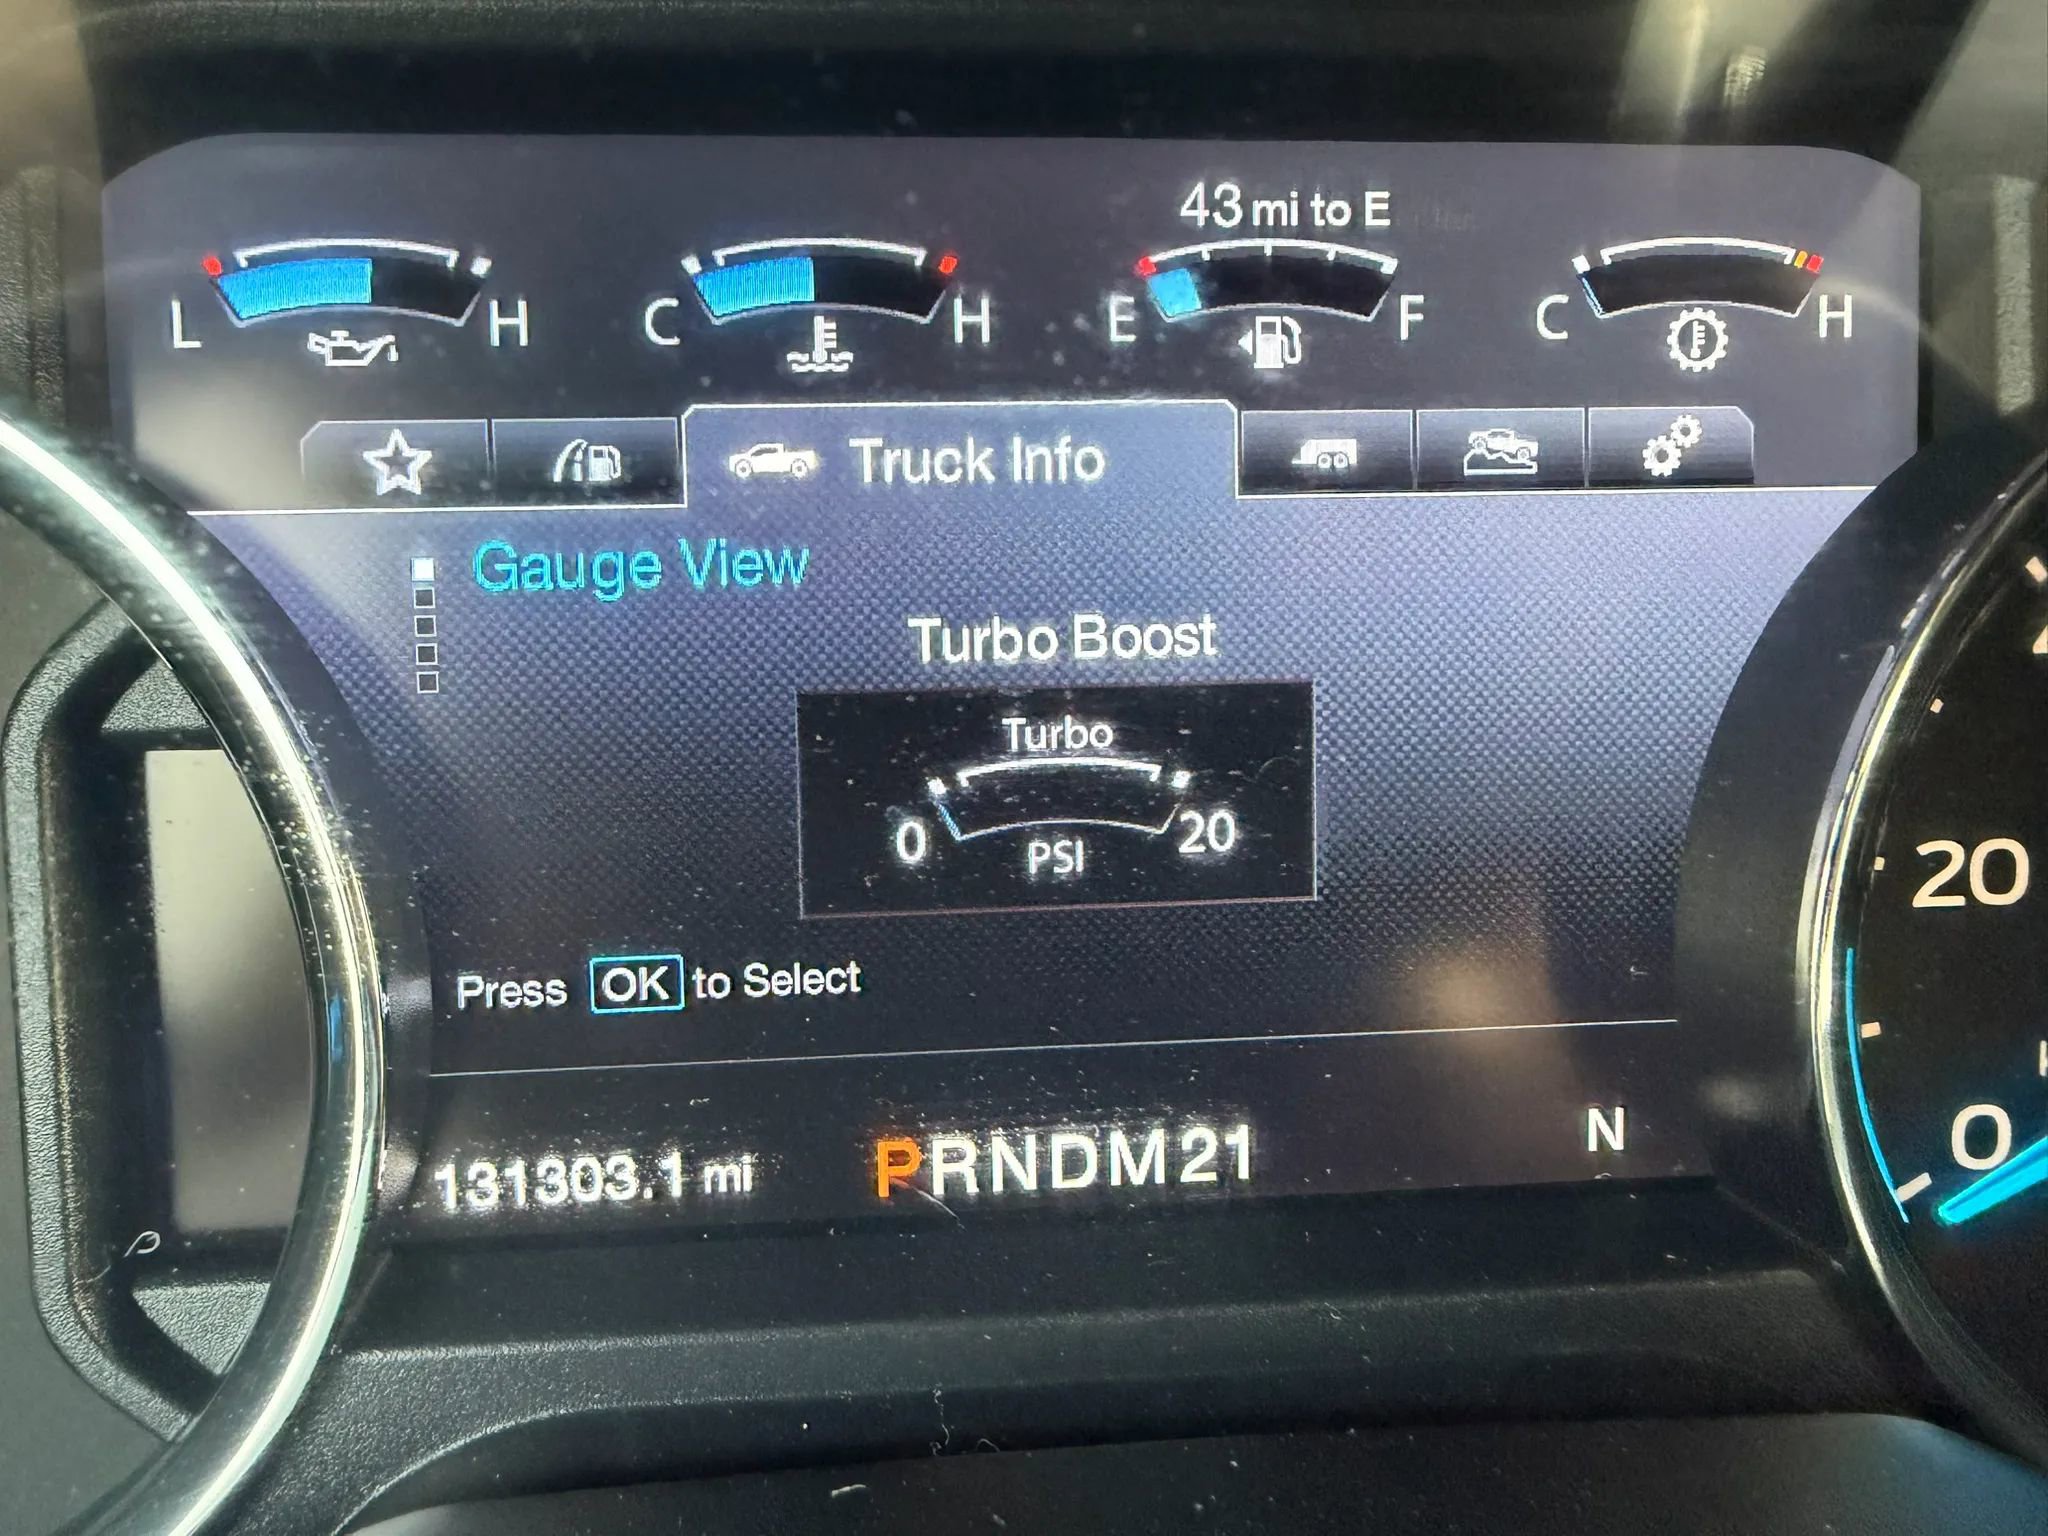 43 mi to E
L H C H E F C H
Truck Info
Gauge View
Turbo Boost
Turbo
0 20
PSI
Press OK to Select
131303.1 mi PRNDM21 N
20
0